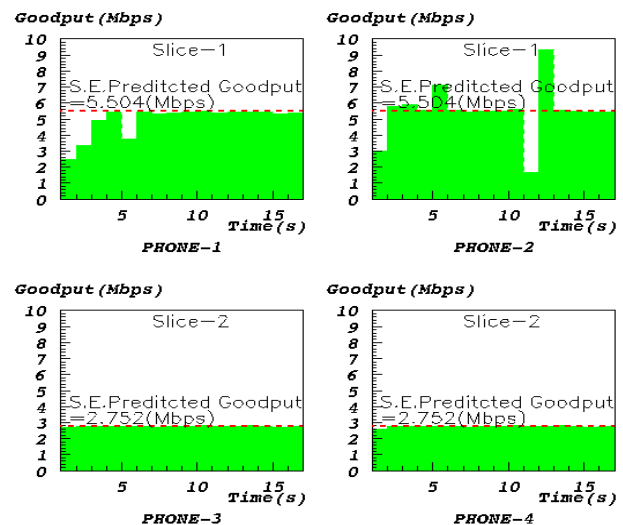 Goodput(Mbps)
10
9
8
7
6
5
4
3
2
1
0
Slice-1
S.E.Preditcted Goodput
=5.504(Mbps)
5
10
15
Time(s)
PHONE-1
Goodput(Mbps)
10
9
8
7
6
5
4
3
2
1
0
Slice-1
S.E.Preditcted Goodput
=5.504(Mbps)
5
10
15
Time(s)
PHONE-2
Goodput(Mbps)
10
9
8
7
6
5
4
3
2
1
0
Slice-2
S.E.Preditcted Goodput
=2.752(Mbps)
5
10
15
Time(s)
PHONE-3
Goodput(Mbps)
10
9
8
7
6
5
4
3
2
1
0
Slice-2
S.E.Preditcted Goodput
=2.752(Mbps)
5
10
15
Time(s)
PHONE-4